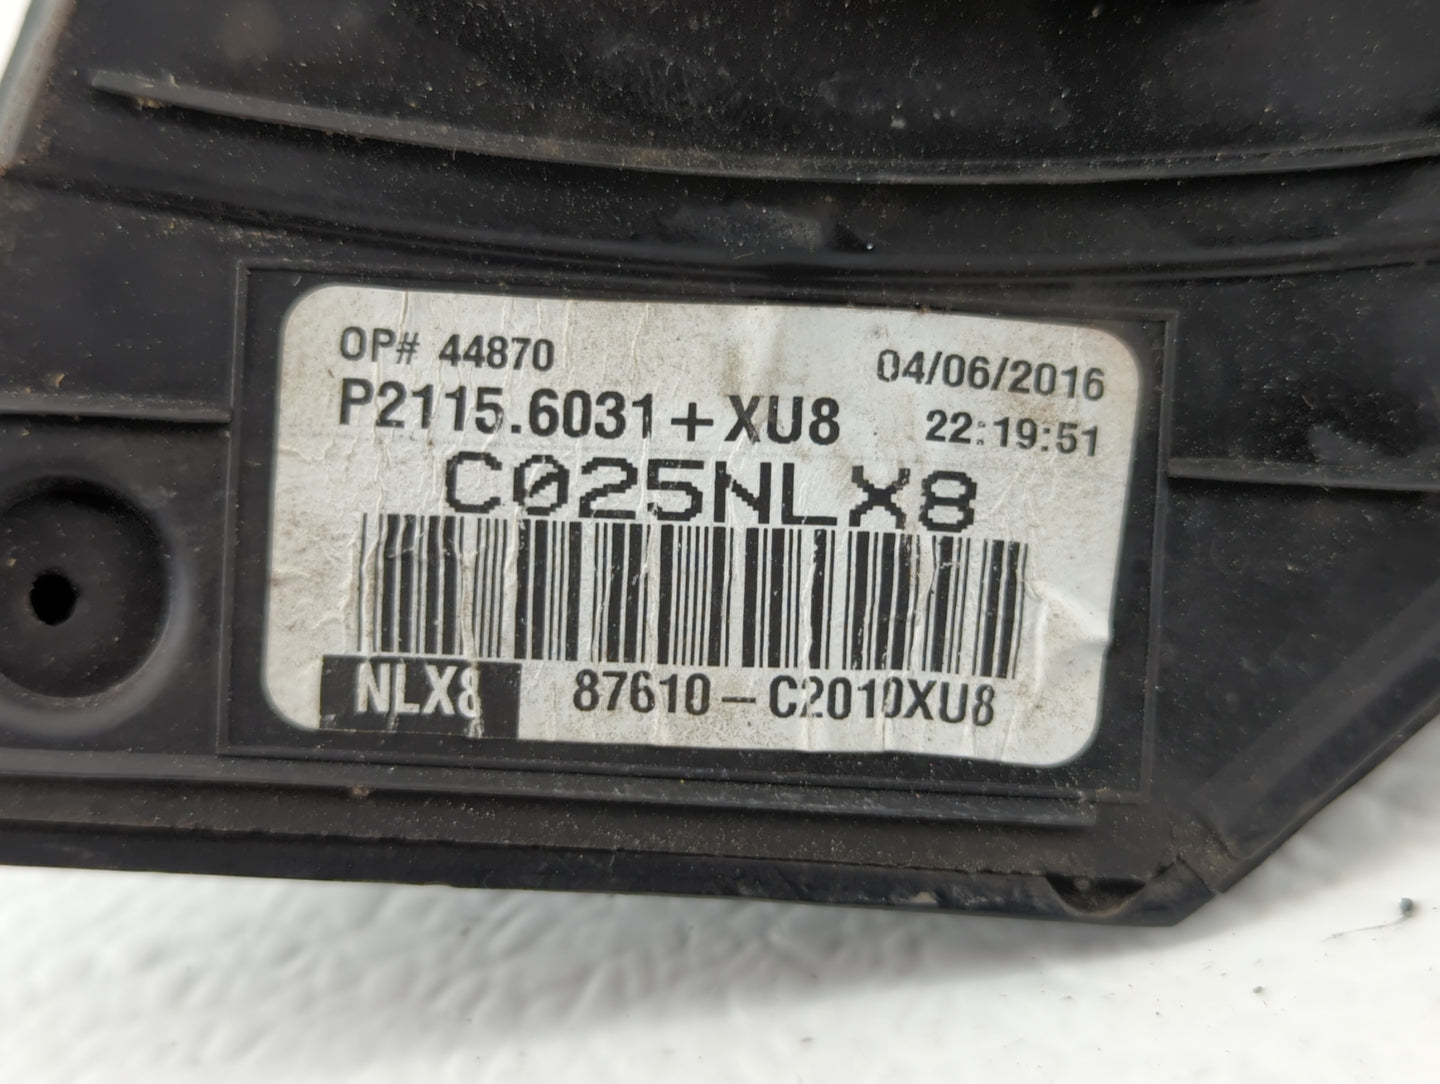 OP# 44870
04/06/2016
P2115.6031+XU8
22:19:51
C025NLX8
NLX8
87610-C2010XU8